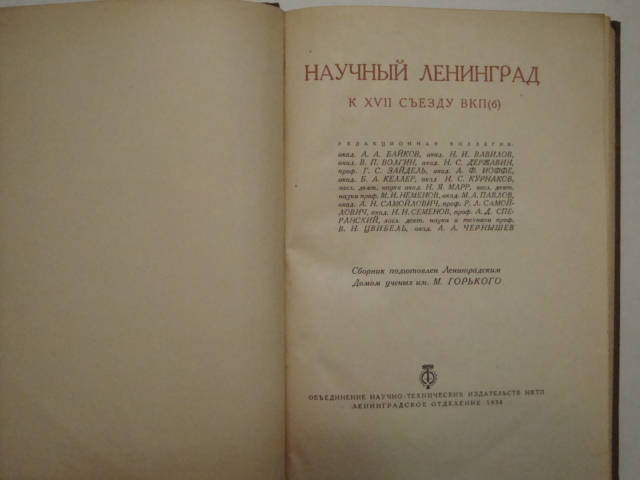 НАУЧНЫЙ ЛЕНИНГРАД
К XVII СЪЕЗДУ ВКП(б)
РЕДАКЦИОННАЯ КОЛЛЕГИЯ:
акад. А. А. БАЙКОВ, акад. Н. И. ВАВИЛОВ,
акад. В. П. ВОЛГИН, акад. Н. С. ДЕРЖАВИН,
проф. Г. С. ЗАЙДЕЛЬ, акад. А. Ф. ИОФФЕ,
акад. Б. А. КЕЛЛЕР, акад. Н. С. КУРНАКОВ,
засл. деят. науки акад. Н. Я. МАРР, засл. деят.
науки проф. М. И. НЕМЕНОВ, акад. М. А. ПАВЛОВ,
акад. А. Н. САМОЙЛОВИЧ, проф. Р. Л. САМОЙ-
ЛОВИЧ, акад. Н. Н. СЕМЕНОВ, проф. А. Д. СПЕ-
РАНСКИЙ, засл. деят. науки и техники проф.
В. Н. ЦВИБЕЛЬ, акад. А. А. ЧЕРНЫШЕВ
Сборник подготовлен Ленинградским
Домом ученых им. М. ГОРЬКОГО
ОБЪЕДИНЕНИЕ НАУЧНО-ТЕХНИЧЕСКИХ ИЗДАТЕЛЬСТВ НКТП
ЛЕНИНГРАДСКОЕ ОТДЕЛЕНИЕ 1934